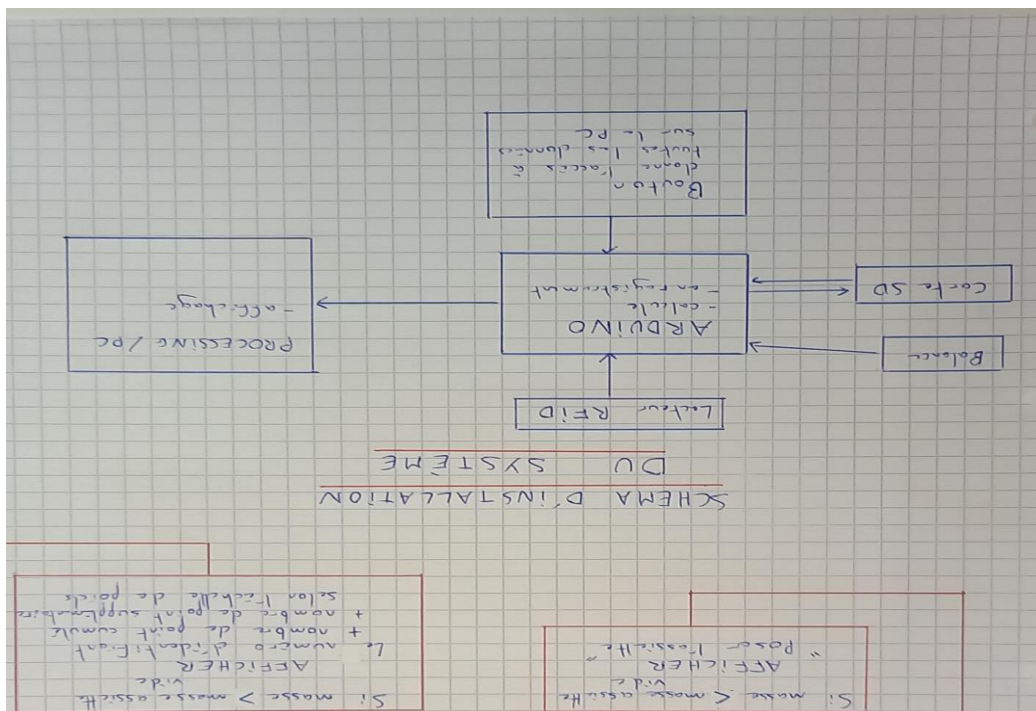 Si masse < masse assiette
vide
AFFICHER
"Poser l'assiette"
Si masse > masse assiette
vide
AFFICHER
Le numéro d'identifiant
+ nombre de point cumulé
+ nombre de point supplémentaire
selon l'échelle de poids
SCHEMA D'INSTALLATION
DU SYSTÈME
Lecteur RFiD
Balance
Carte SD
ARDUiNO
- calcule
- enregistrument
PROCESSING / PC
- affichage
Bouton
donne l'accès à
toutes les données
sur le PC